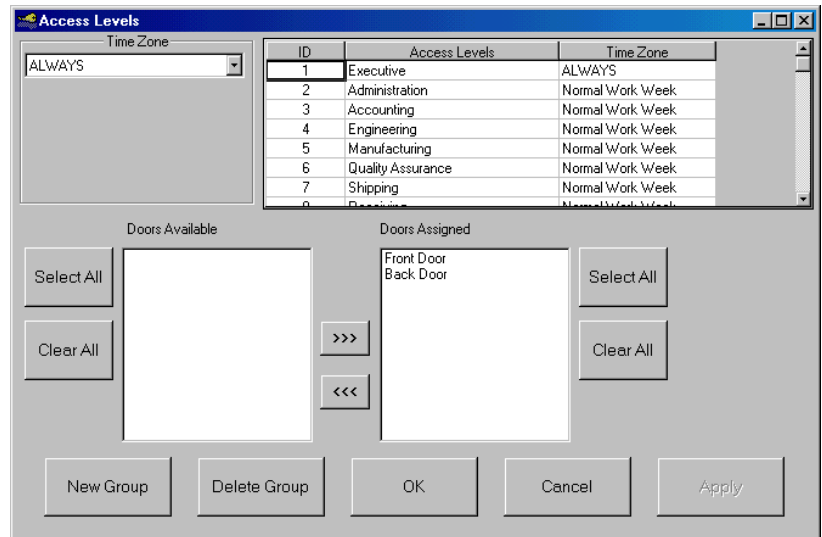 Access Levels
Time Zone
ALWAYS
ID Access Levels Time Zone
1 Executive ALWAYS
2 Administration Normal Work Week
3 Accounting Normal Work Week
4 Engineering Normal Work Week
5 Manufacturing Normal Work Week
6 Quality Assurance Normal Work Week
7 Shipping Normal Work Week
Doors Available Doors Assigned
Front Door
Back Door
Select All Select All
>>>
Clear All Clear All
<<<
New Group Delete Group OK Cancel Apply